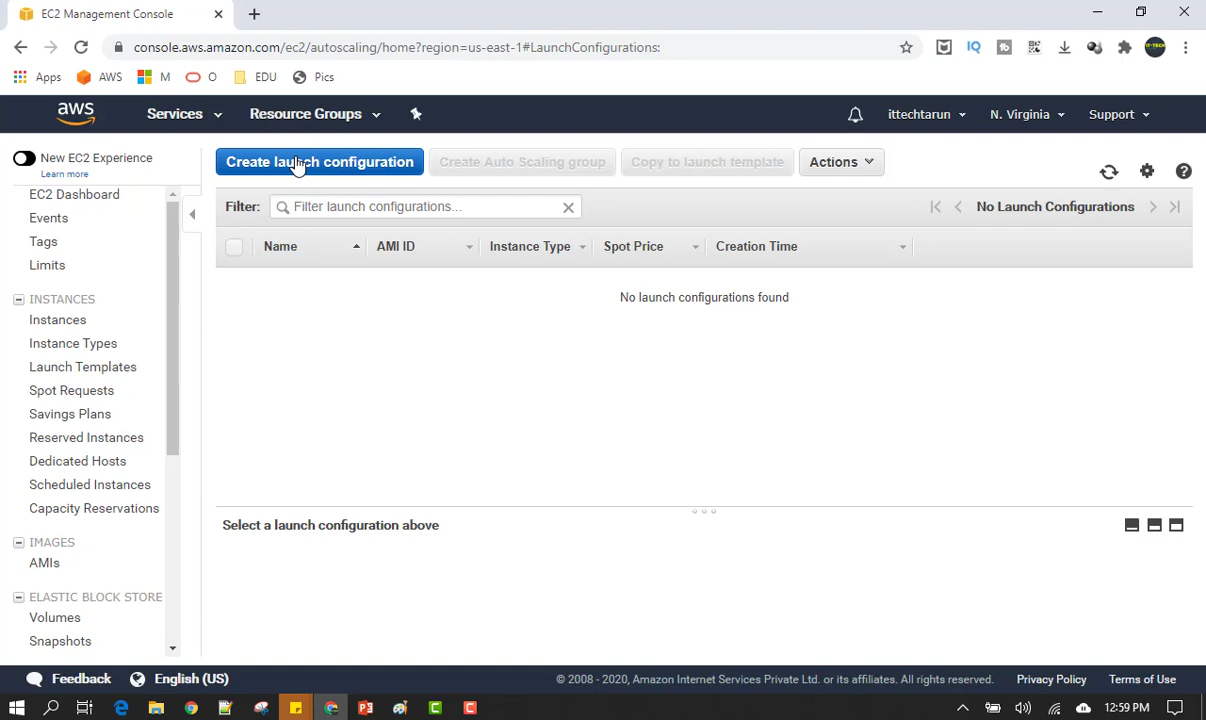 EC2 Management Console
console.aws.amazon.com/ec2/autoscaling/home?region=us-east-1#LaunchConfigurations:
Apps AWS M O EDU Pics
aws Services Resource Groups ittechtarun N. Virginia Support
New EC2 Experience
Learn more
Create launch configuration Create Auto Scaling group Copy to launch template Actions
EC2 Dashboard
Events
Tags
Limits
INSTANCES
Instances
Instance Types
Launch Templates
Spot Requests
Savings Plans
Reserved Instances
Dedicated Hosts
Scheduled Instances
Capacity Reservations
IMAGES
AMIs
ELASTIC BLOCK STORE
Volumes
Snapshots
Filter: Filter launch configurations... No Launch Configurations
Name AMI ID Instance Type Spot Price Creation Time
No launch configurations found
Select a launch configuration above
Feedback English (US) © 2008 - 2020, Amazon Internet Services Private Ltd. or its affiliates. All rights reserved. Privacy Policy Terms of Use
12:59 PM